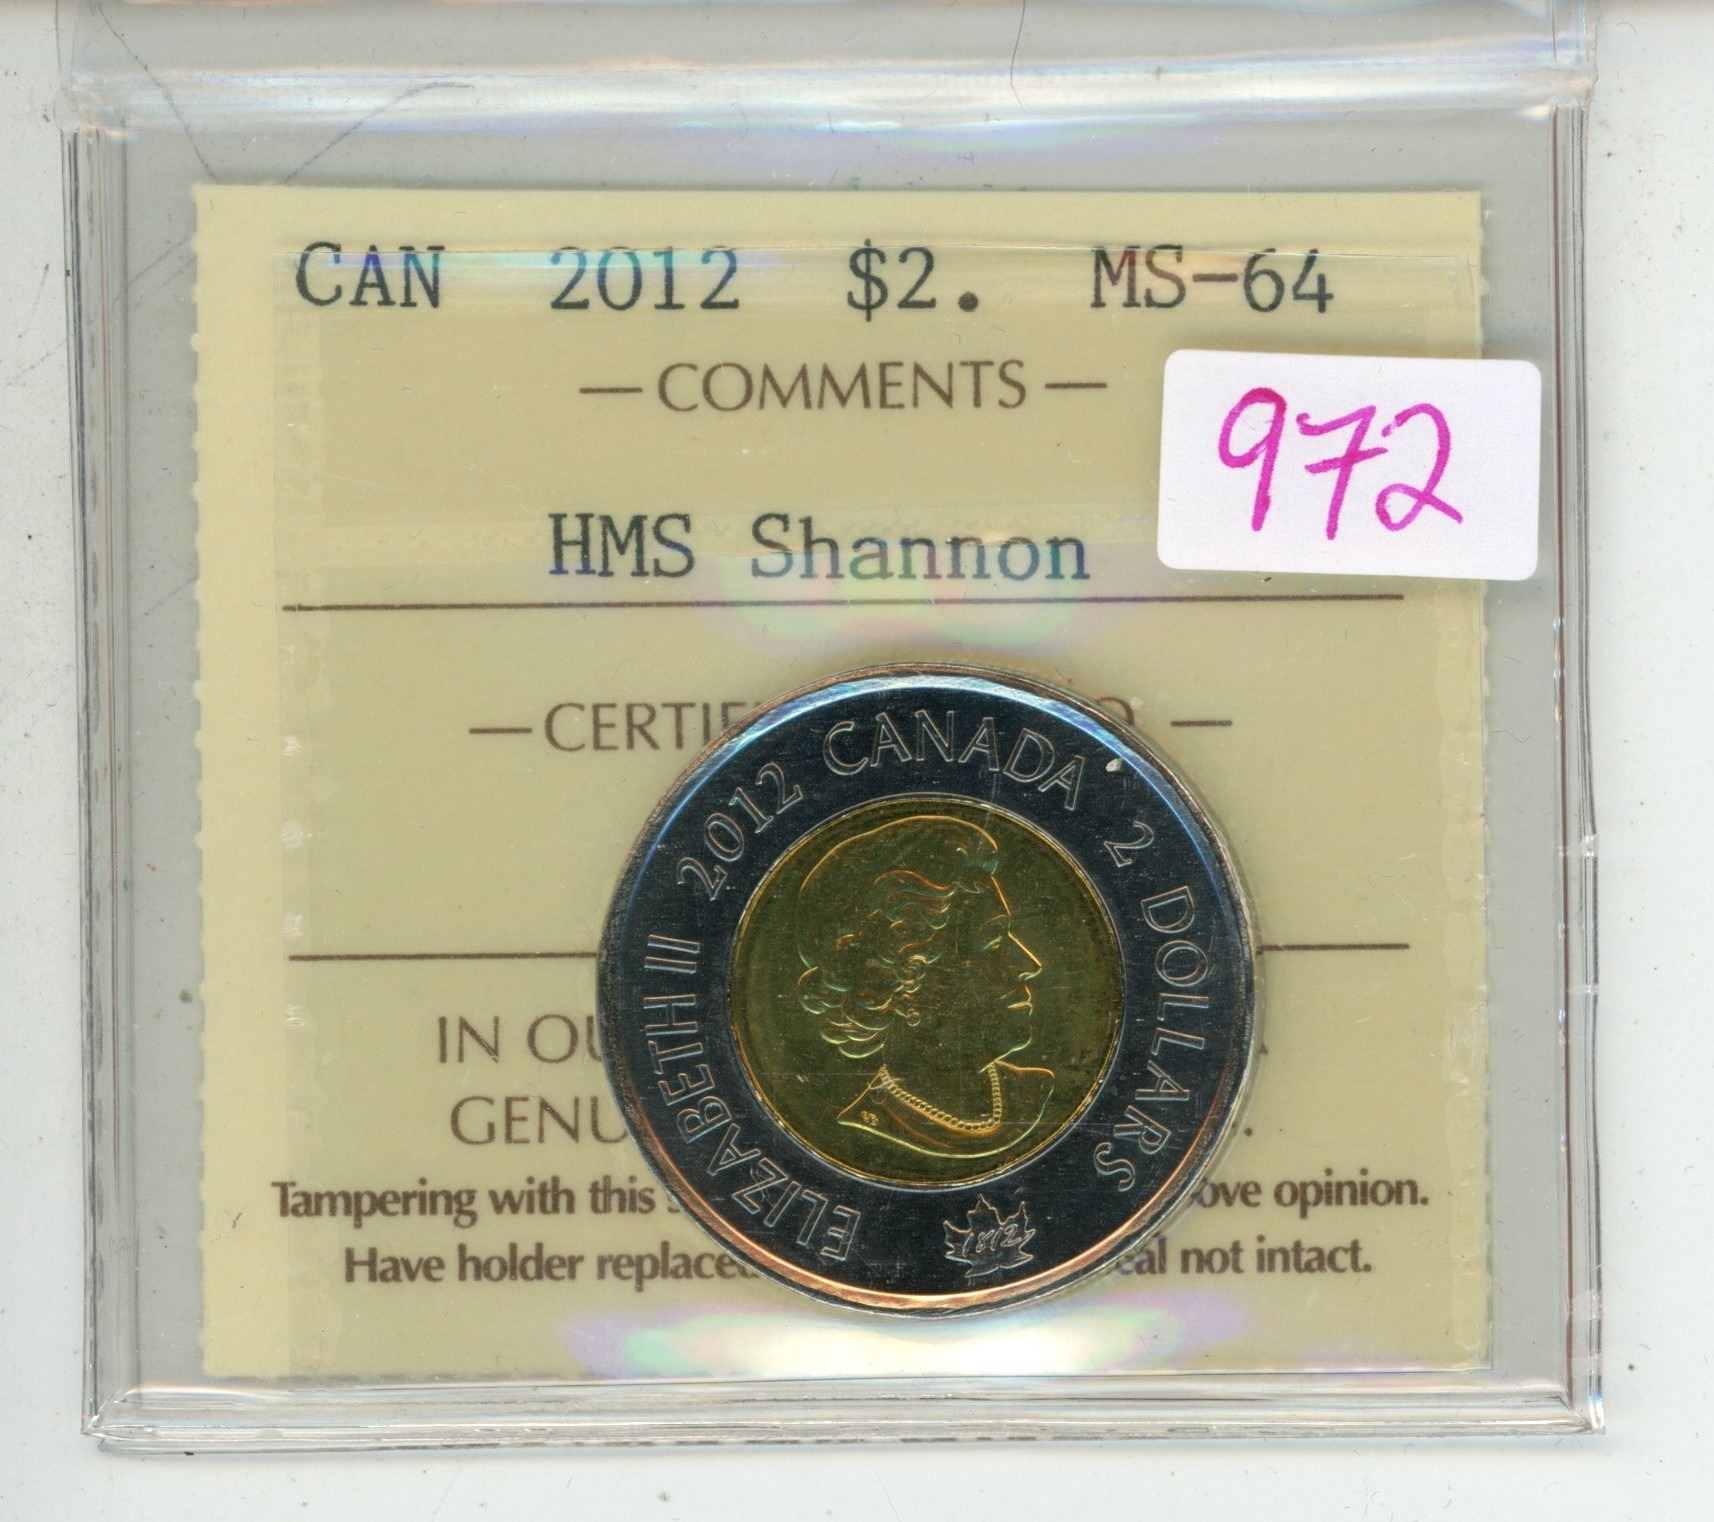 CAN 2012 $2. MS-64
— COMMENTS —
972
HMS Shannon
— CERTIF
ELIZABETH II 2012 CANADA 2 DOLLARS
1812
IN OU
GENU
Tampering with this ove opinion.
Have holder replaced eal not intact.